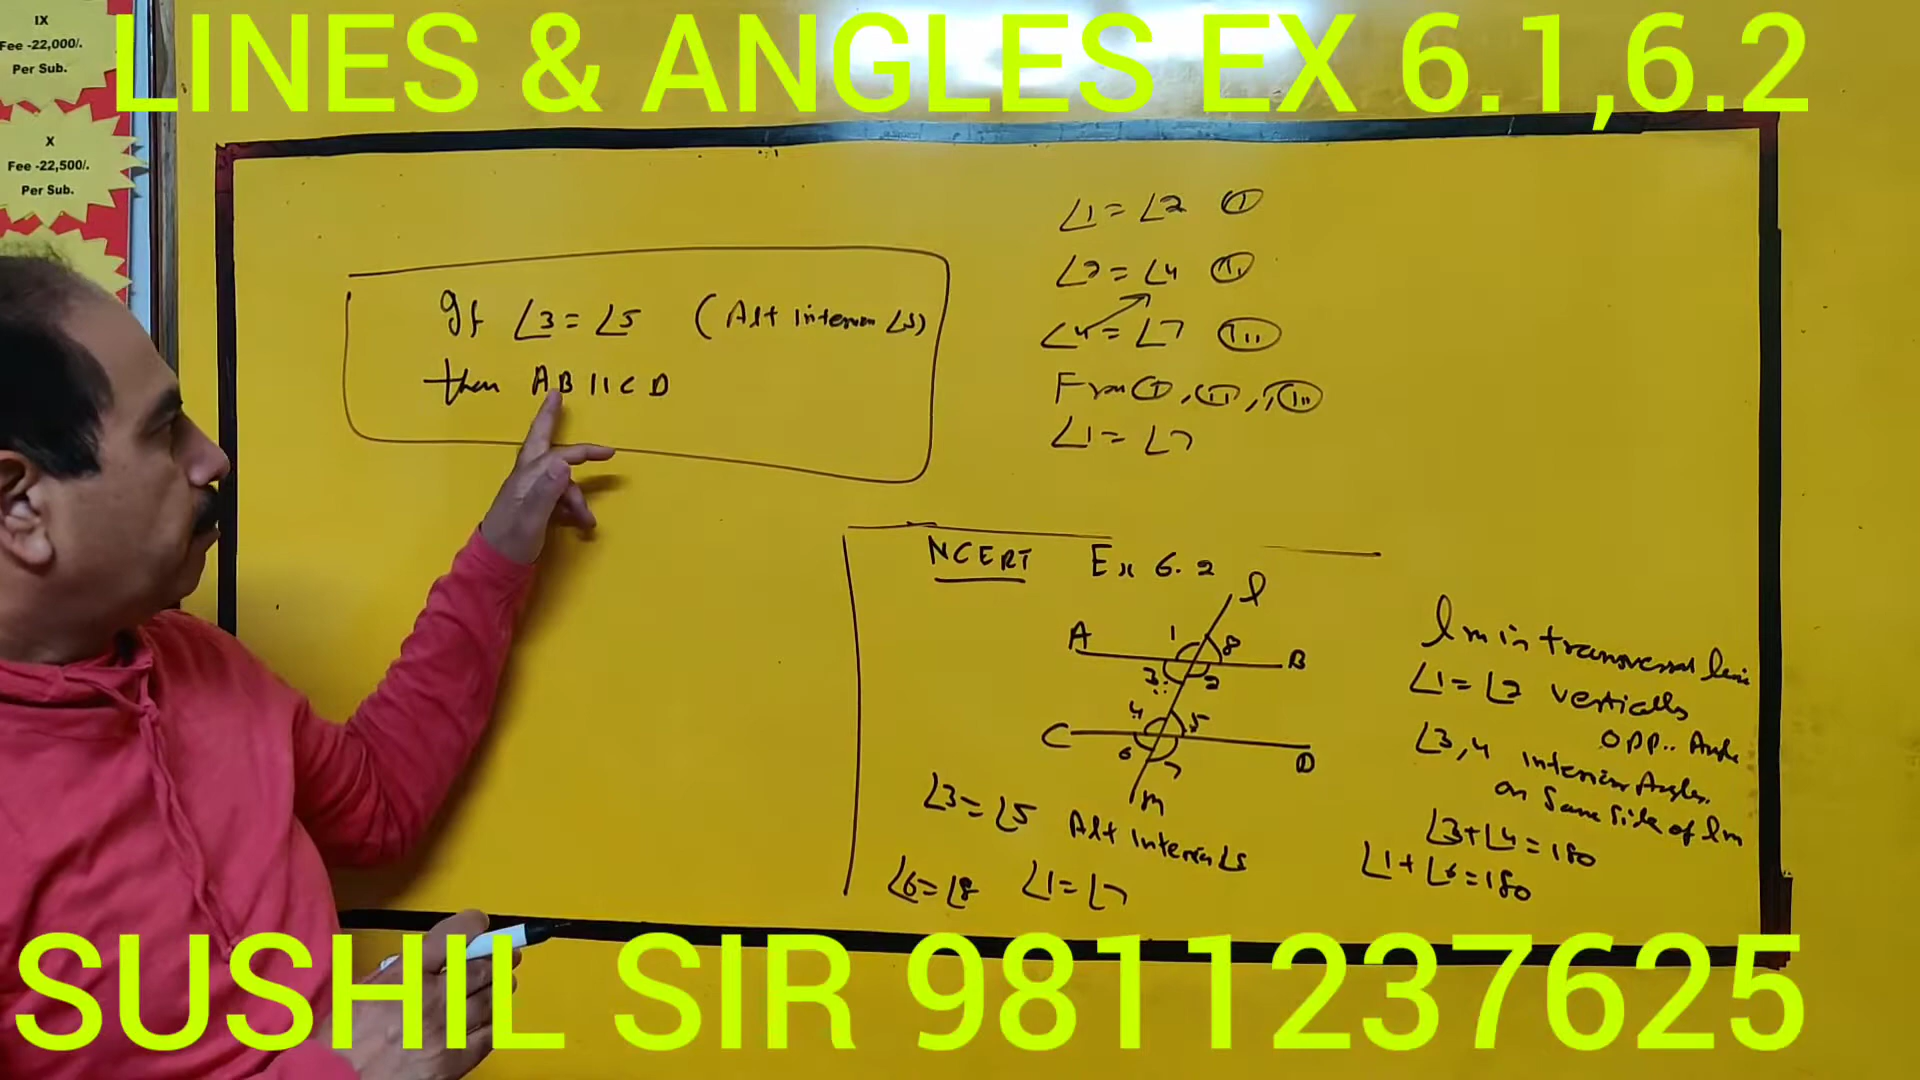 IX
Fee -22,000/.
Per Sub.
X
Fee -22,500/.
Per Sub.
LINES & ANGLES EX 6.1,6.2
If ∠3 = ∠5 (Alt interior ∠s)
then AB || CD
∠1 = ∠2 (I)
∠2 = ∠4 (II)
∠4 = ∠7 (III)
From (I), (II), (III)
∠1 = ∠7
NCERT Ex 6.2
l
A 1 8 B
3 2
4 5
C 6 7 D
m
∠3 = ∠5 Alt Interior ∠s
∠6 = ∠8 ∠1 = ∠7
lm is transversal line
∠1 = ∠2 vertically
opp.. Angle
∠3,4 interior Angles.
on same side of lm
∠3+∠4=180
∠1+∠6=180
SUSHIL SIR 9811237625